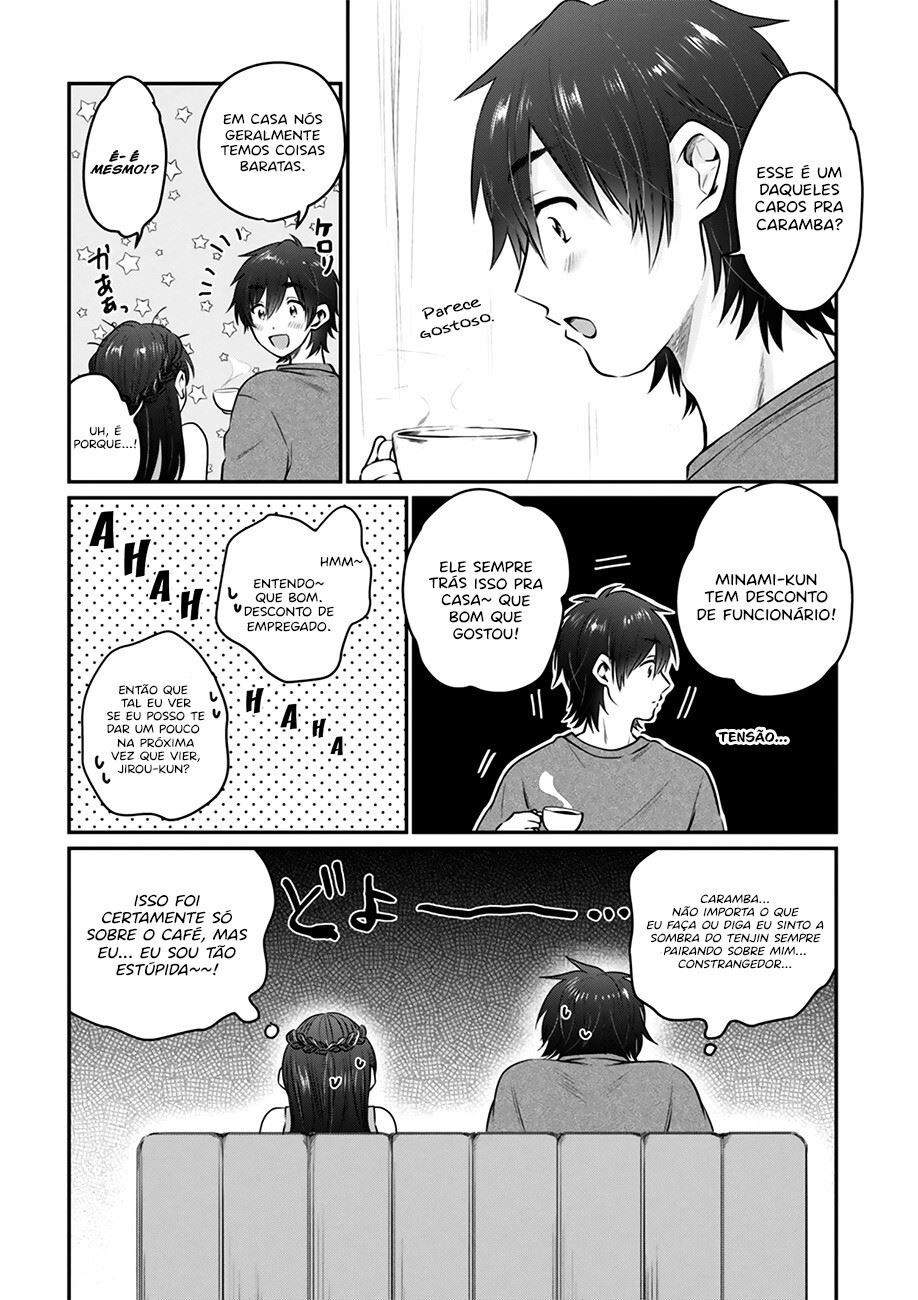 ESSE É UM
DAQUELES
CAROS PRA
CARAMBA?
Parece
gostoso.
EM CASA NÓS
GERALMENTE
TEMOS COISAS
BARATAS.
ケロリ
É- É
MESMO!?
かああっ
UH, É
PORQUE...!
MINAMI-KUN
TEM DESCONTO
DE FUNCIONÁRIO!
TENSÃO...
ELE SEMPRE
TRÁS ISSO PRA
CASA~ QUE
BOM QUE
GOSTOU!
HMM~
ENTENDO~
QUE BOM.
DESCONTO DE
EMPREGADO.
AHAH
HAHA
ENTÃO QUE
TAL EU VER
SE EU POSSO TE
DAR UM POUCO
NA PRÓXIMA
VEZ QUE VIER,
JIROU-KUN?
CARAMBA...
NÃO IMPORTA O QUE
EU FAÇA OU DIGA EU SINTO A
SOMBRA DO TENJIN SEMPRE
PAIRANDO SOBRE MIM...
CONSTRANGEDOR...
どよーー...
ISSO FOI
CERTAMENTE SÓ
SOBRE O CAFÉ, MAS
EU... EU SOU TÃO
ESTÚPIDA~~!